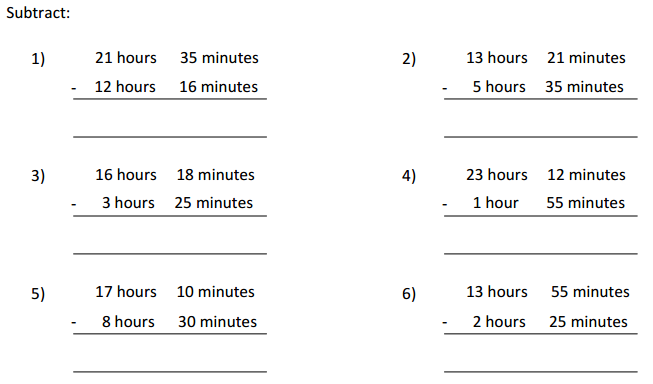 Subtract:
1) 21 hours 35 minutes
- 12 hours 16 minutes
2) 13 hours 21 minutes
- 5 hours 35 minutes
3) 16 hours 18 minutes
- 3 hours 25 minutes
4) 23 hours 12 minutes
- 1 hour 55 minutes
5) 17 hours 10 minutes
- 8 hours 30 minutes
6) 13 hours 55 minutes
- 2 hours 25 minutes